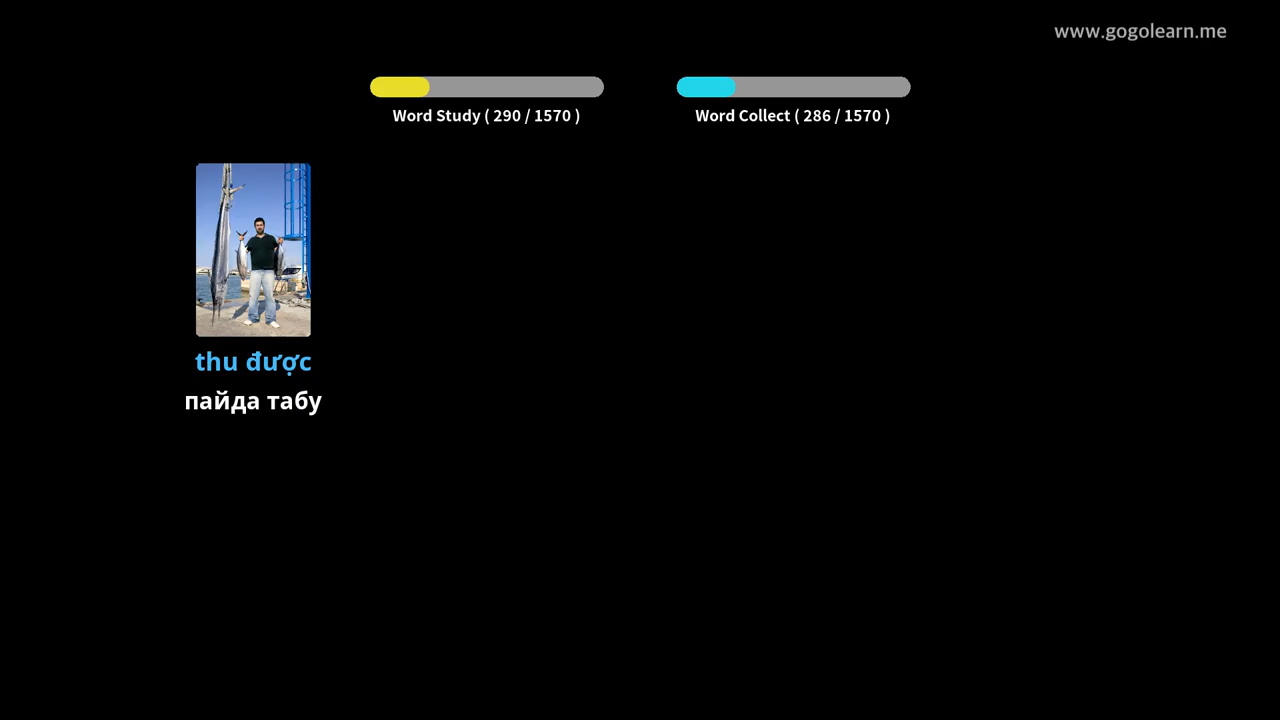 www.gogolearn.me
Word Study ( 290 / 1570 )
Word Collect ( 286 / 1570 )
thu được
пайда табу